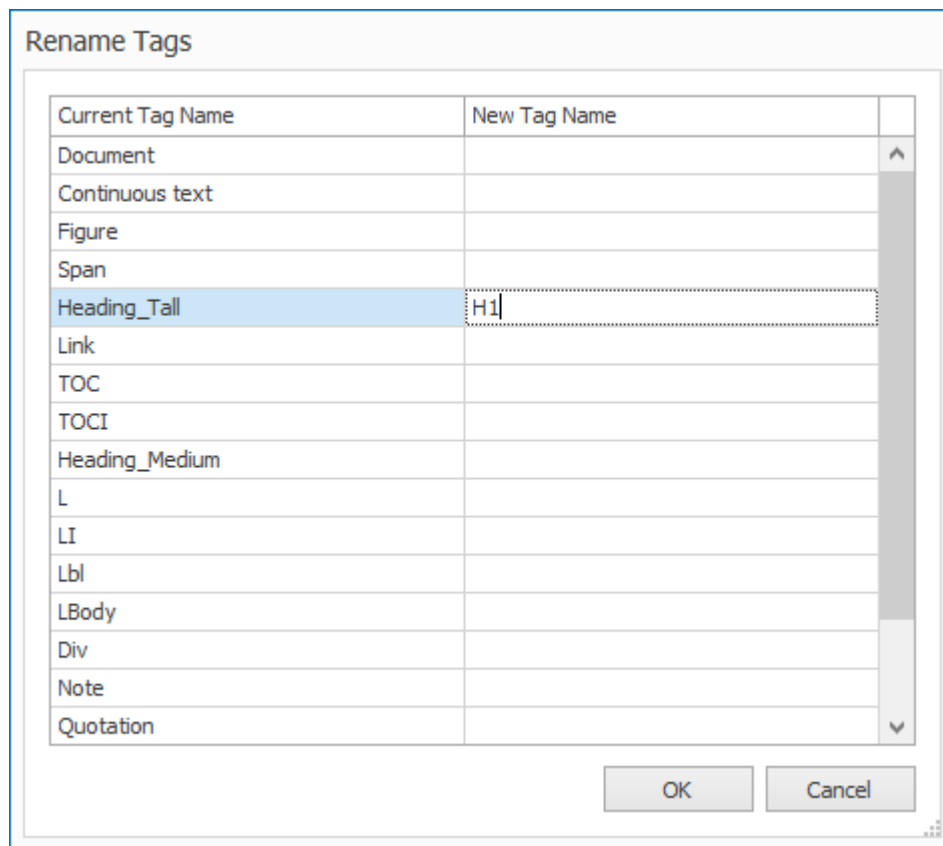 Rename Tags
Current Tag Name New Tag Name
Document
Continuous text
Figure
Span
Heading_Tall H1
Link
TOC
TOCI
Heading_Medium
L
LI
Lbl
LBody
Div
Note
Quotation
OK Cancel